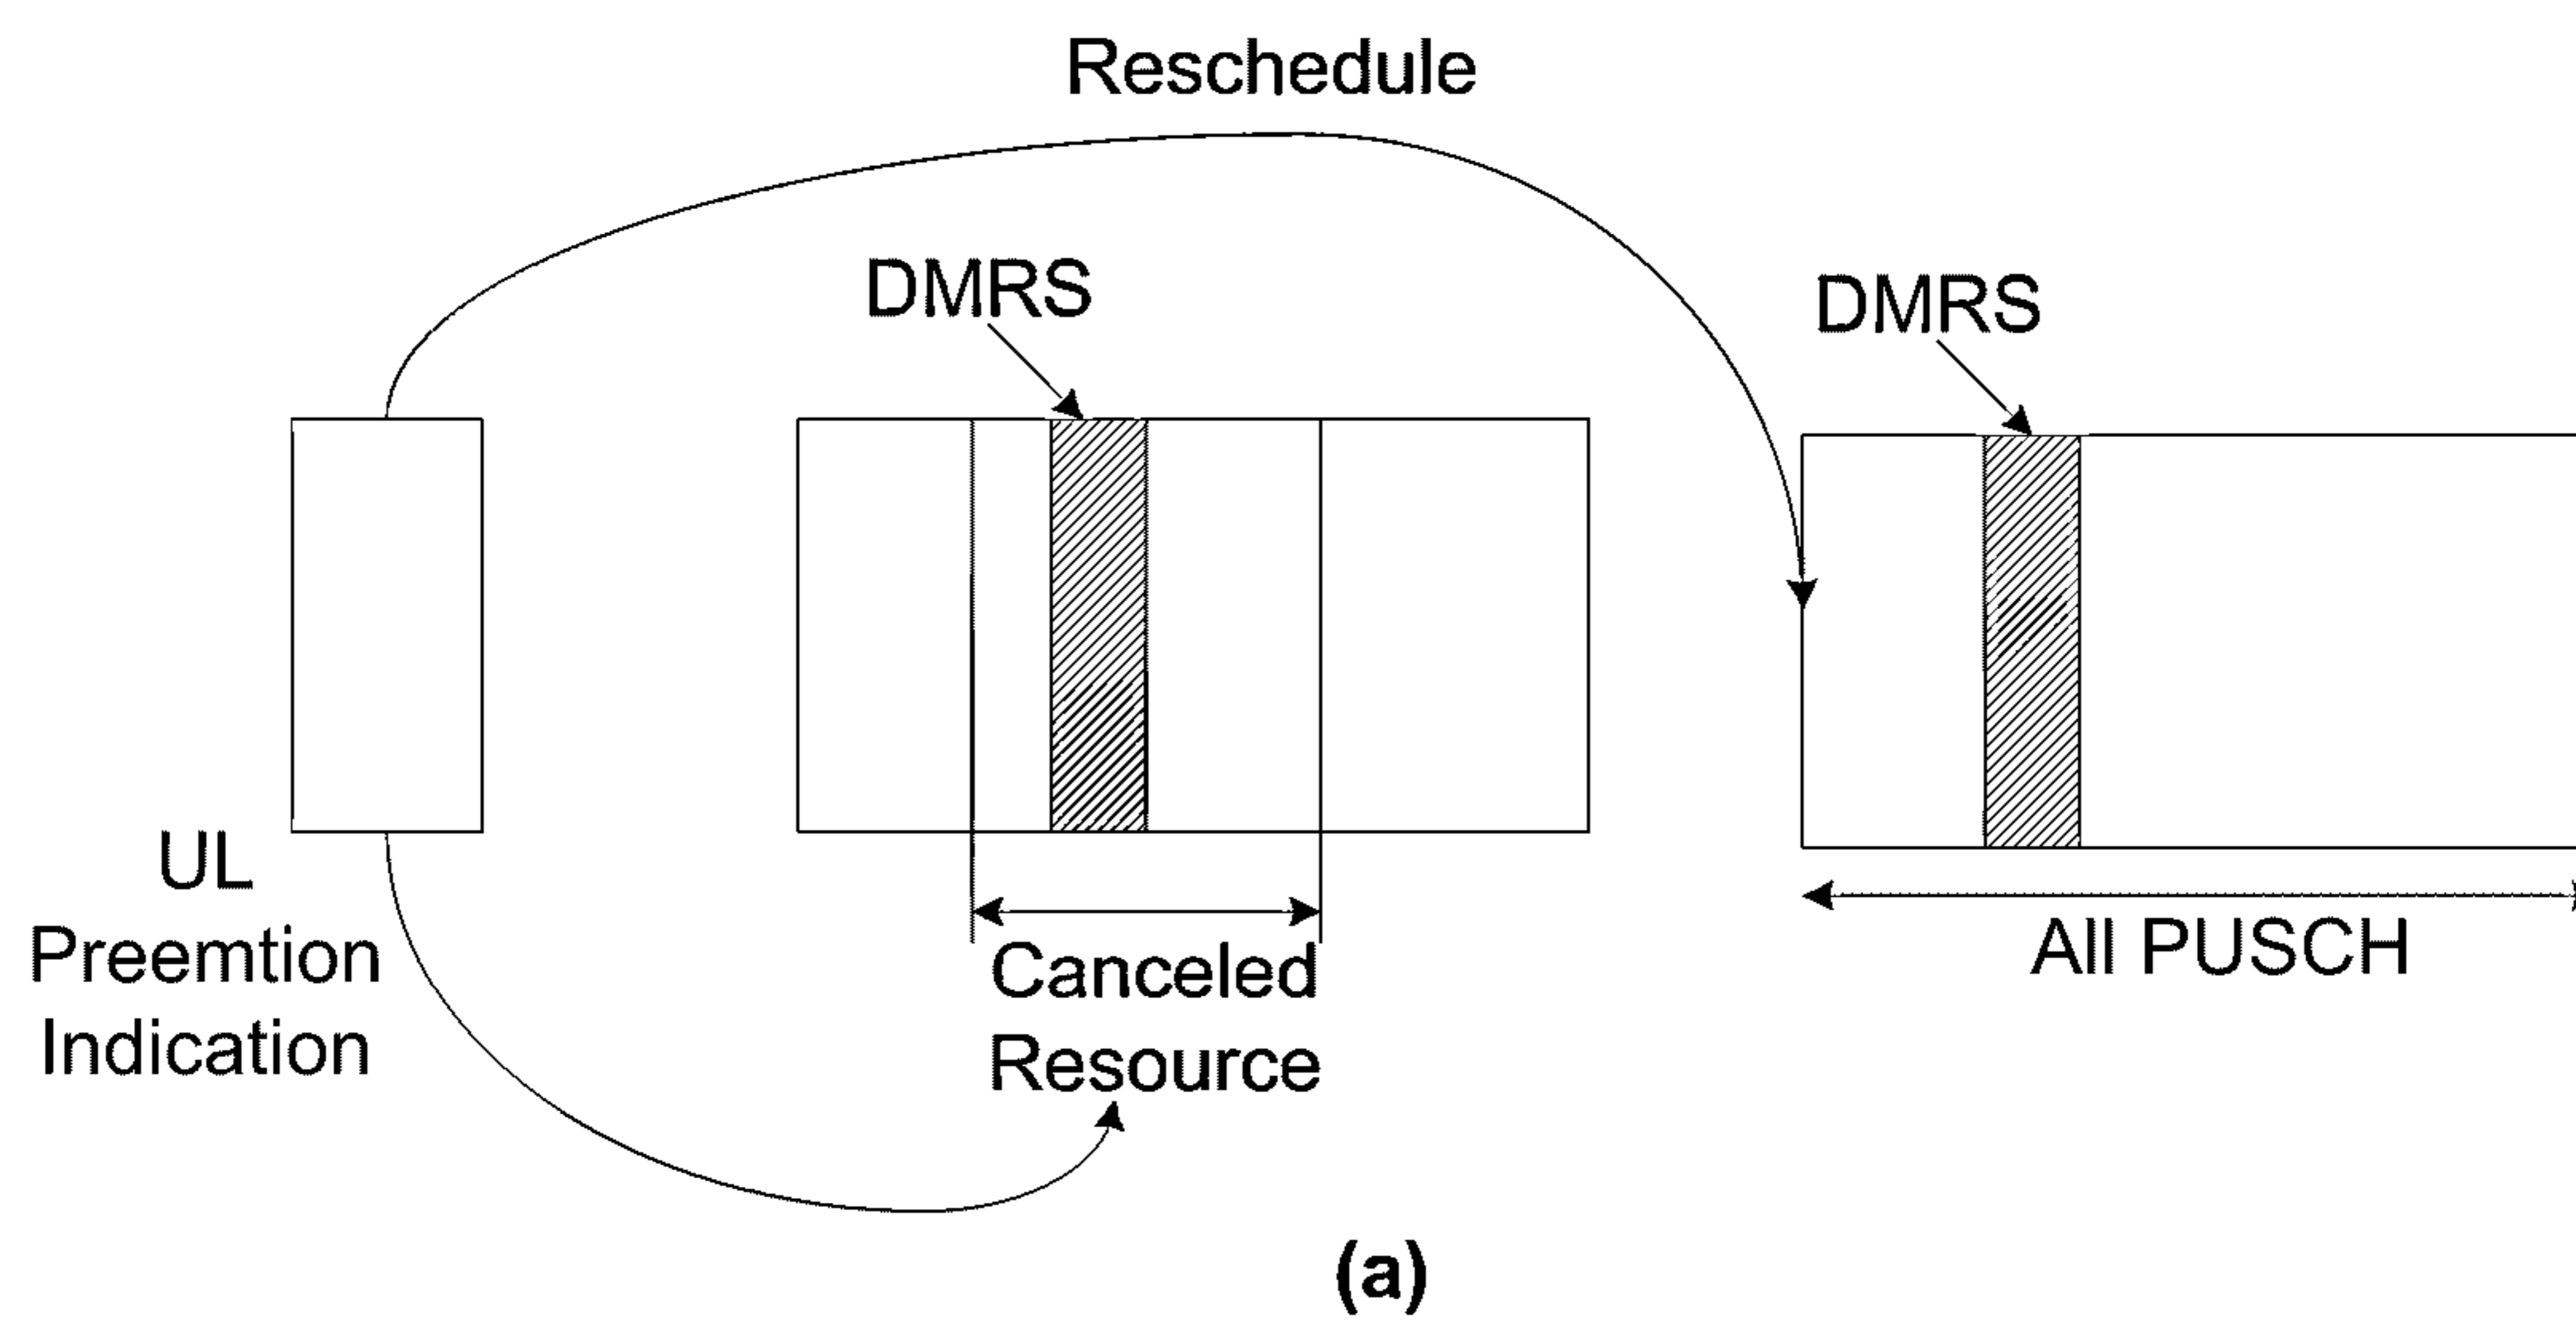 Reschedule
DMRS
DMRS
UL
Preemtion
Indication
Canceled
Resource
All PUSCH
(a)